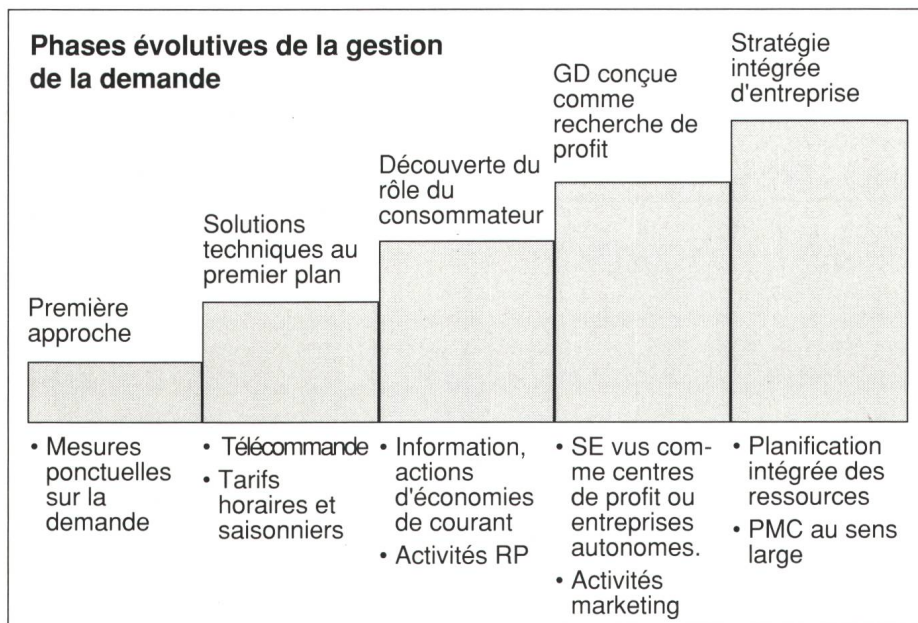 Phases évolutives de la gestion
de la demande
Première
approche
Solutions
techniques au
premier plan
Découverte du
rôle du
consommateur
GD conçue
comme
recherche de
profit
Stratégie
intégrée
d'entreprise
• Mesures
ponctuelles
sur la
demande
• Télécommande
• Tarifs
horaires et
saisonniers
• Information,
actions
d'économies
de courant
• Activités RP
• SE vus com-
me centres
de profit ou
entreprises
autonomes.
• Activités
marketing
• Planification
intégrée des
ressources
• PMC au sens
large